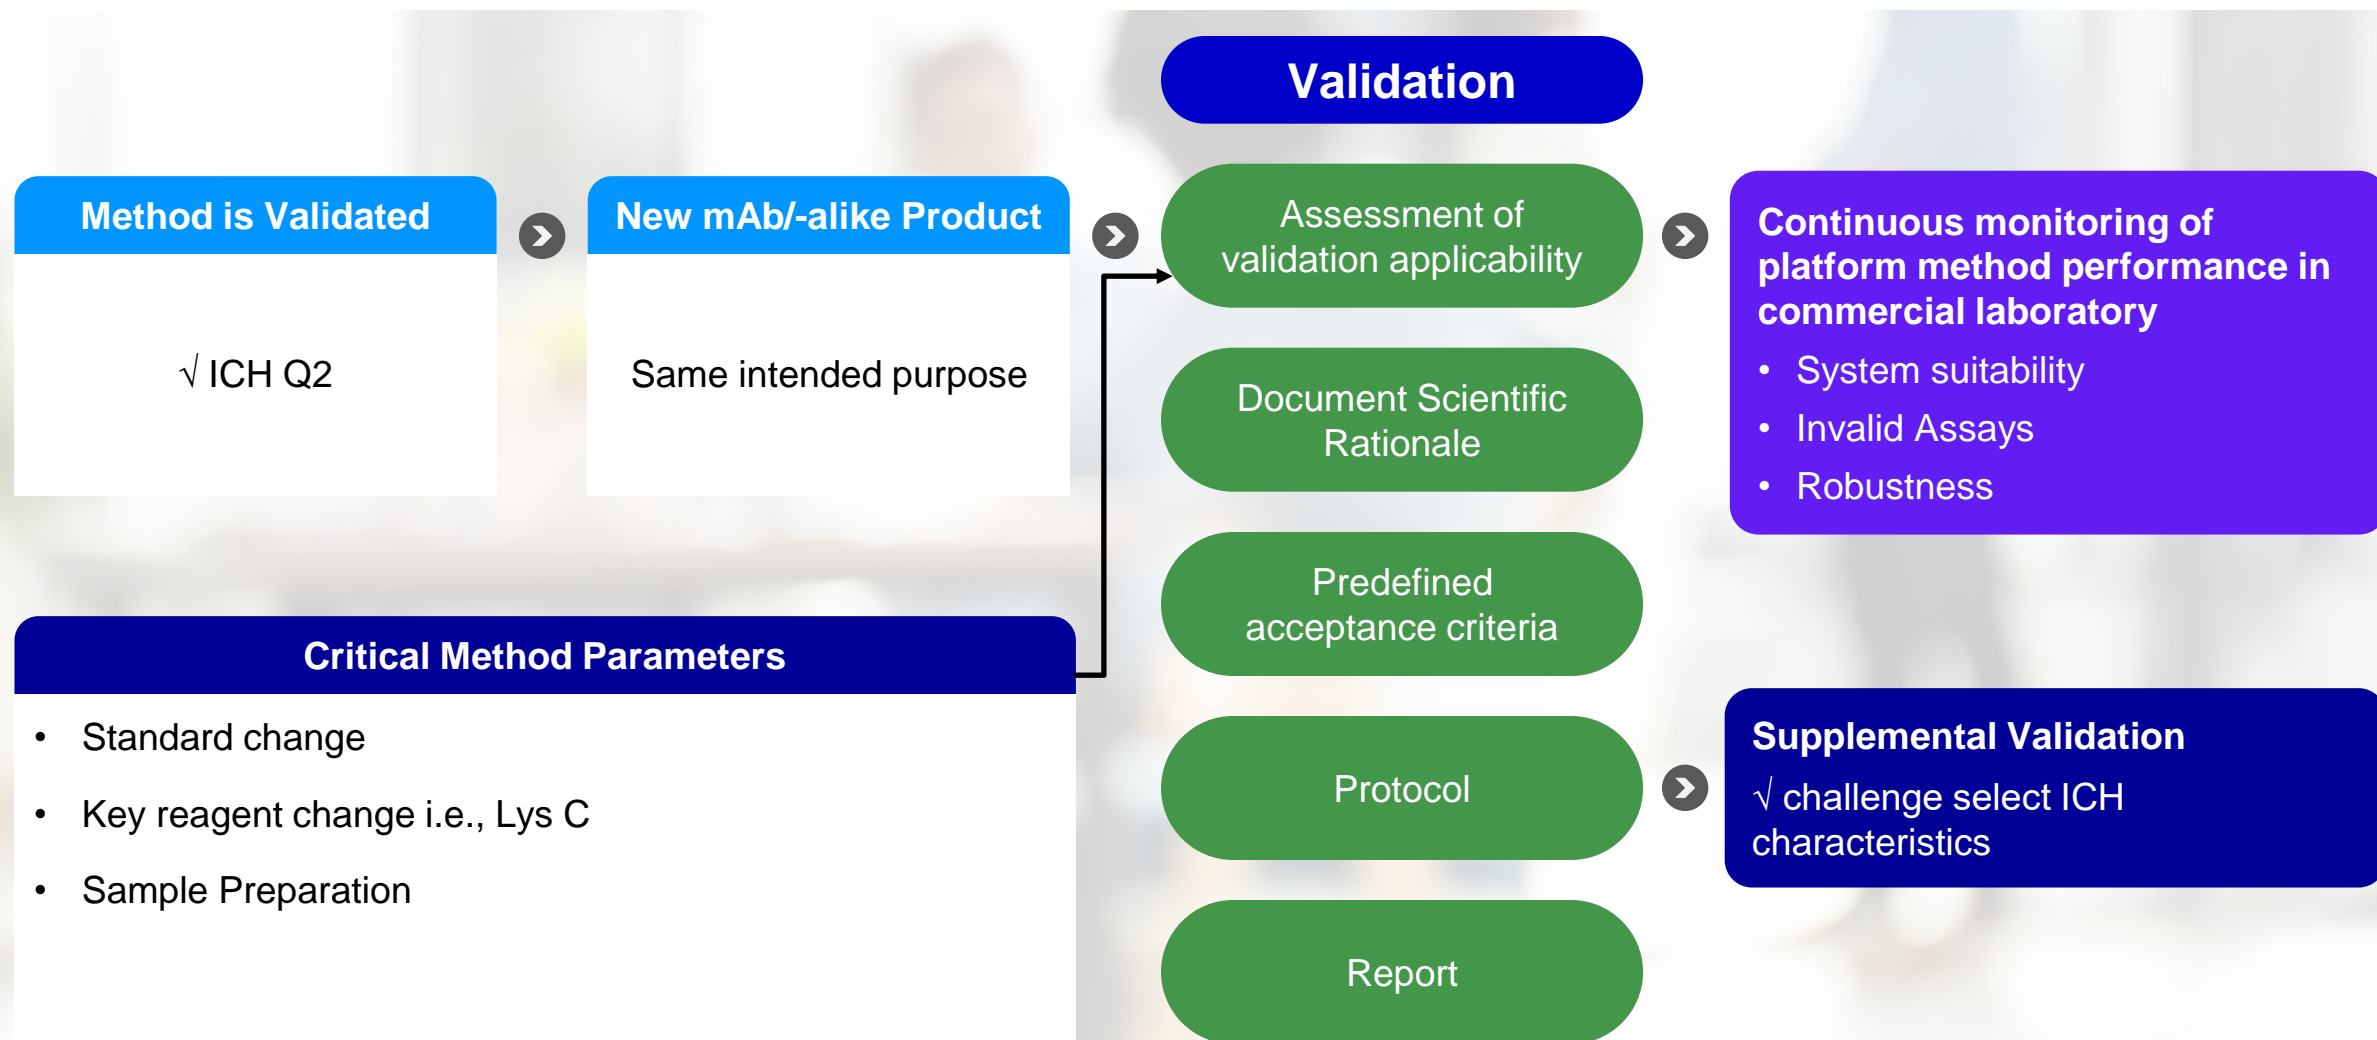 Validation
Method is Validated
√ ICH Q2
New mAb/-alike Product
Same intended purpose
Critical Method Parameters
• Standard change
• Key reagent change i.e., Lys C
• Sample Preparation
Assessment of
validation applicability
Document Scientific
Rationale
Predefined
acceptance criteria
Protocol
Report
Continuous monitoring of
platform method performance in
commercial laboratory
• System suitability
• Invalid Assays
• Robustness
Supplemental Validation
√ challenge select ICH
characteristics